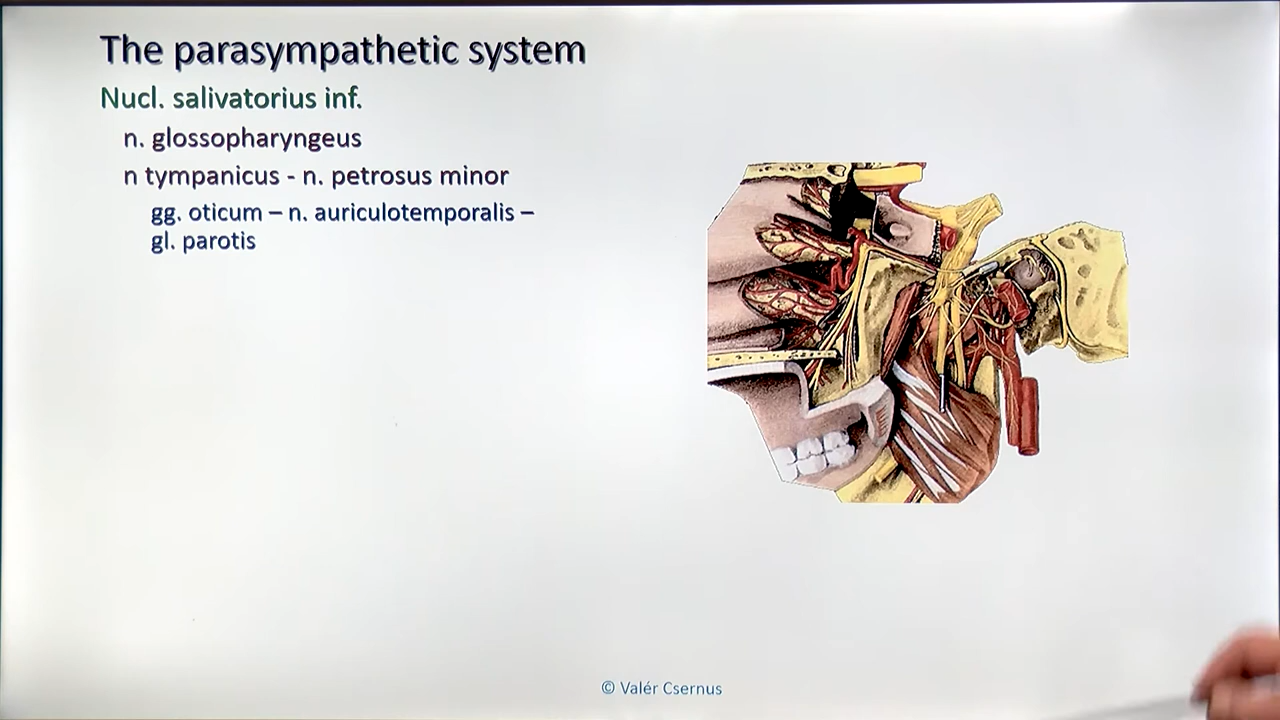 The parasympathetic system
Nucl. salivatorius inf.
n. glossopharyngeus
n tympanicus - n. petrosus minor
gg. oticum – n. auriculotemporalis –
gl. parotis
© Valér Csernus